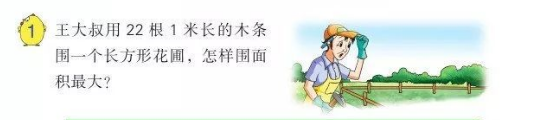 1
王大叔用 22 根 1 米长的木条
围一个长方形花圃，怎样围面
积最大？